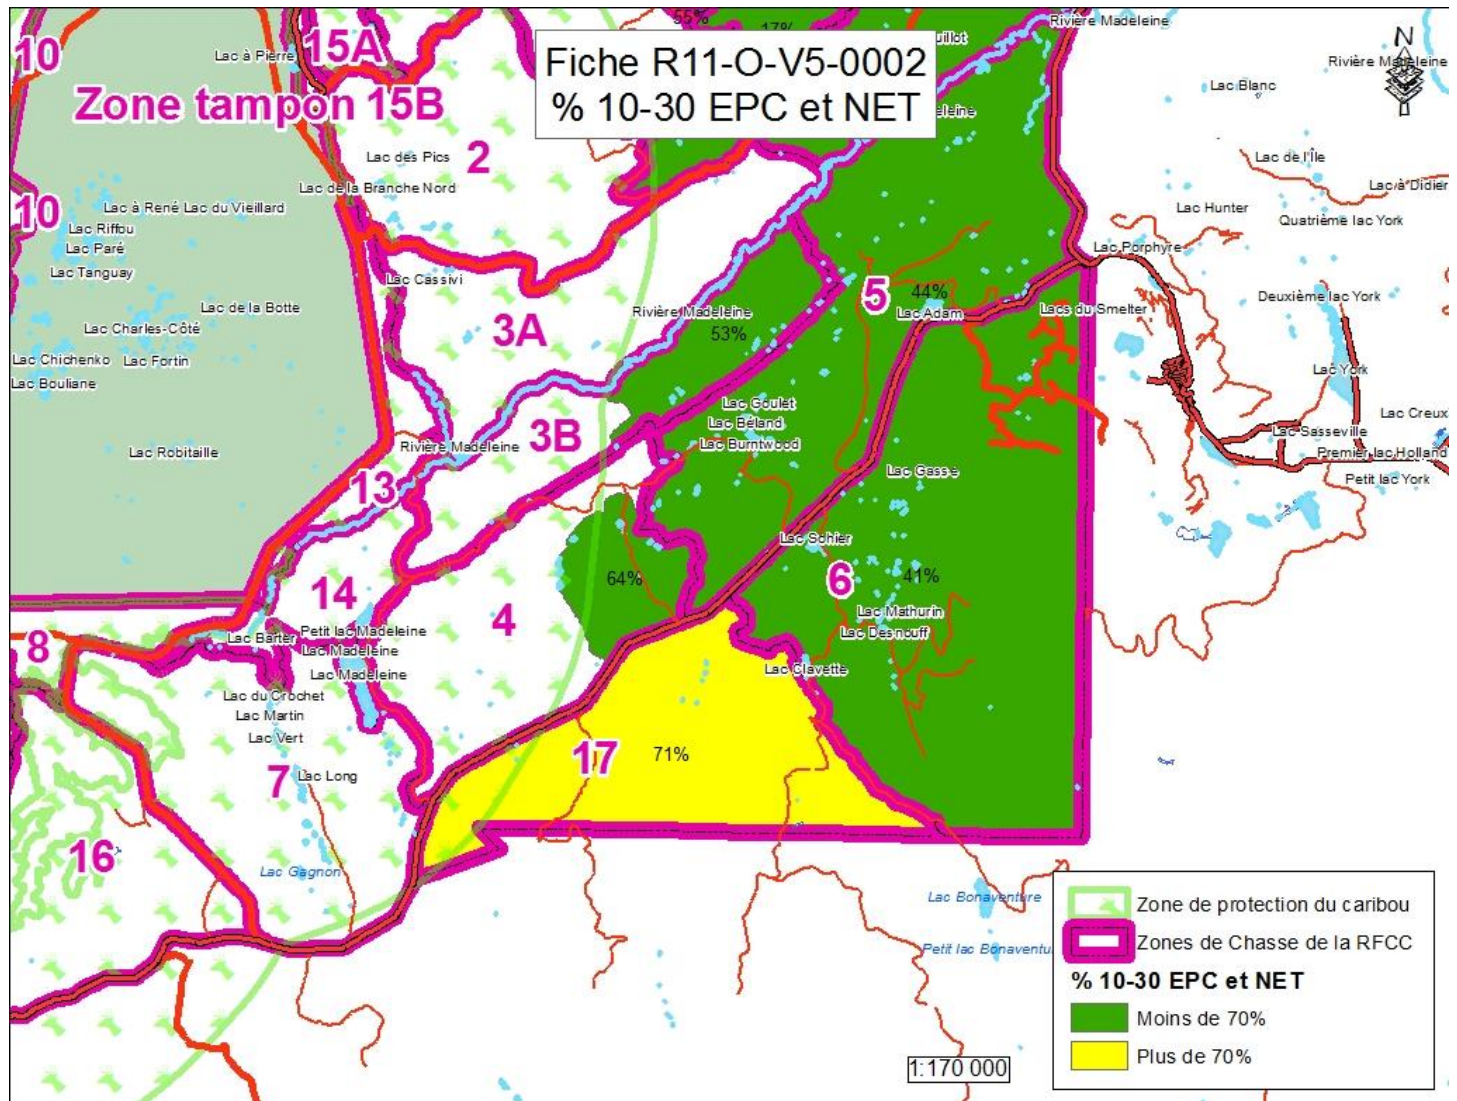 55%
17%
Rivière Madeleine
10
15A
Lac à Pierre
Fiche R11-O-V5-0002
% 10-30 EPC et NET
N
Rivière Madeleine
Lac Blanc
Zone tampon 15B
Lac des Pics
2
Lac de l'Île
Lac de la Branche Nord
Lac à Didier
10
Lac à René
Lac du Vieillard
Lac Hunter
Quatrième lac York
Lac Riffou
Lac Paré
Lac Porphyre
Lac Tanguay
Lac Cassivi
5
44%
Deuxième lac York
Lac de la Botte
Rivière Madeleine
Lac Adam
Lacs du Smelter
Lac Charles-Côté
3A
53%
Lac Chichenko
Lac Fortin
Lac York
Lac Bouliane
Lac Goulet
Lac Creux
Lac Béland
3B
Lac Sasseville
Rivière Madeleine
Lac Burntwood
Lac Robitaille
Premier lac Holland
Lac Gasse
Petit lac York
13
Lac Sohier
64%
6
41%
14
Lac Mathurin
4
Petit lac Madeleine
Lac Desnouff
Lac Barter
8
Lac Madeleine
Lac Clavette
Lac Madeleine
Lac du Crochet
Lac Martin
Lac Vert
17
71%
7
Lac Long
16
Lac Gagnon
Lac Bonaventure
Zone de protection du caribou
Petit lac Bonaventu
Zones de Chasse de la RFCC
% 10-30 EPC et NET
Moins de 70%
Plus de 70%
1:170 000